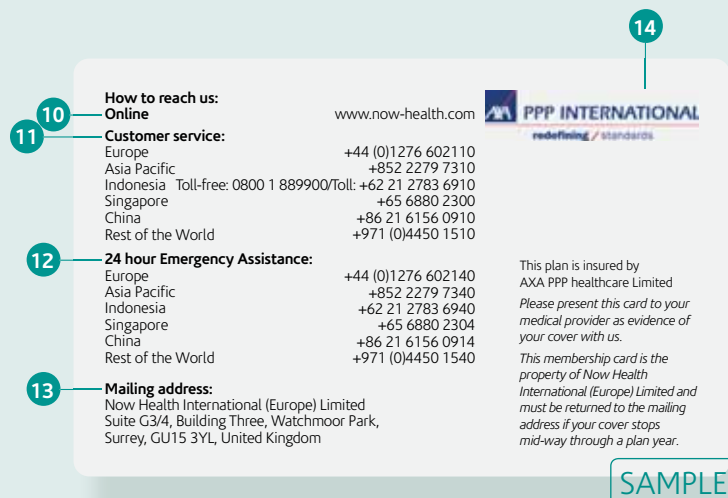 14
How to reach us:
10
Online www.now-health.com
AXA PPP INTERNATIONAL
redefining / standards
11
Customer service:
Europe +44 (0)1276 602110
Asia Pacific +852 2279 7310
Indonesia Toll-free: 0800 1 889900/Toll: +62 21 2783 6910
Singapore +65 6880 2300
China +86 21 6156 0910
Rest of the World +971 (0)4450 1510
12
24 hour Emergency Assistance:
Europe +44 (0)1276 602140
Asia Pacific +852 2279 7340
Indonesia +62 21 2783 6940
Singapore +65 6880 2304
China +86 21 6156 0914
Rest of the World +971 (0)4450 1540
13
Mailing address:
Now Health International (Europe) Limited
Suite G3/4, Building Three, Watchmoor Park,
Surrey, GU15 3YL, United Kingdom
This plan is insured by
AXA PPP healthcare Limited
Please present this card to your
medical provider as evidence of
your cover with us.
This membership card is the
property of Now Health
International (Europe) Limited and
must be returned to the mailing
address if your cover stops
mid-way through a plan year.
SAMPLE